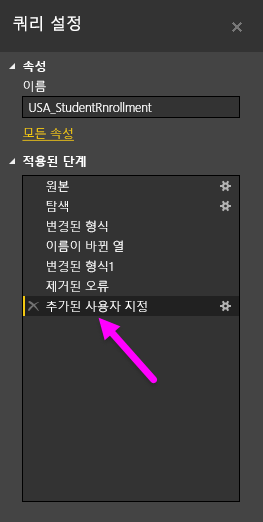 쿼리 설정
속성
이름
USA_StudentRnrollment
모든 속성
적용된 단계
원본
탐색
변경된 형식
이름이 바뀐 열
변경된 형식1
제거된 오류
추가된 사용자 지정